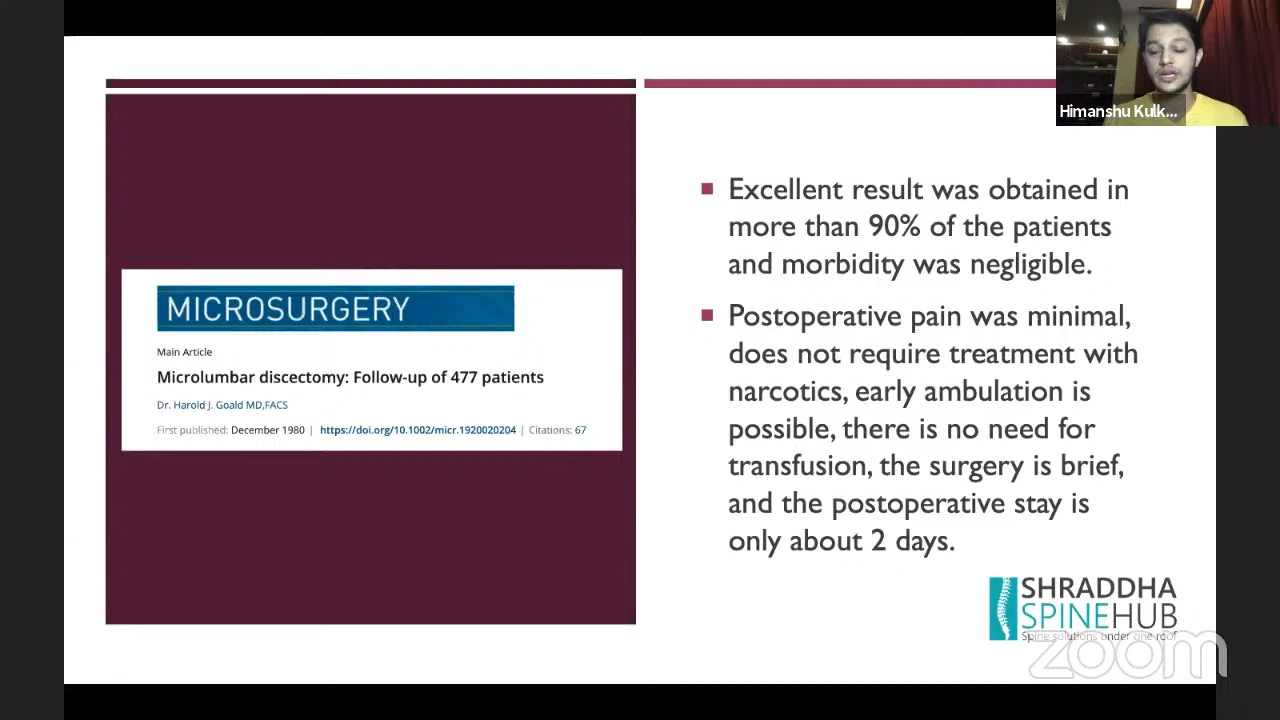 Himanshu Kulk...
MICROSURGERY
Main Article
Microlumbar discectomy: Follow-up of 477 patients
Dr. Harold J. Goald MD,FACS
First published: December 1980 | https://doi.org/10.1002/micr.1920020204 | Citations: 67
Excellent result was obtained in
more than 90% of the patients
and morbidity was negligible.
Postoperative pain was minimal,
does not require treatment with
narcotics, early ambulation is
possible, there is no need for
transfusion, the surgery is brief,
and the postoperative stay is
only about 2 days.
SHRADDHA
SPINEHUB
Spine solutions under one roof
zoom